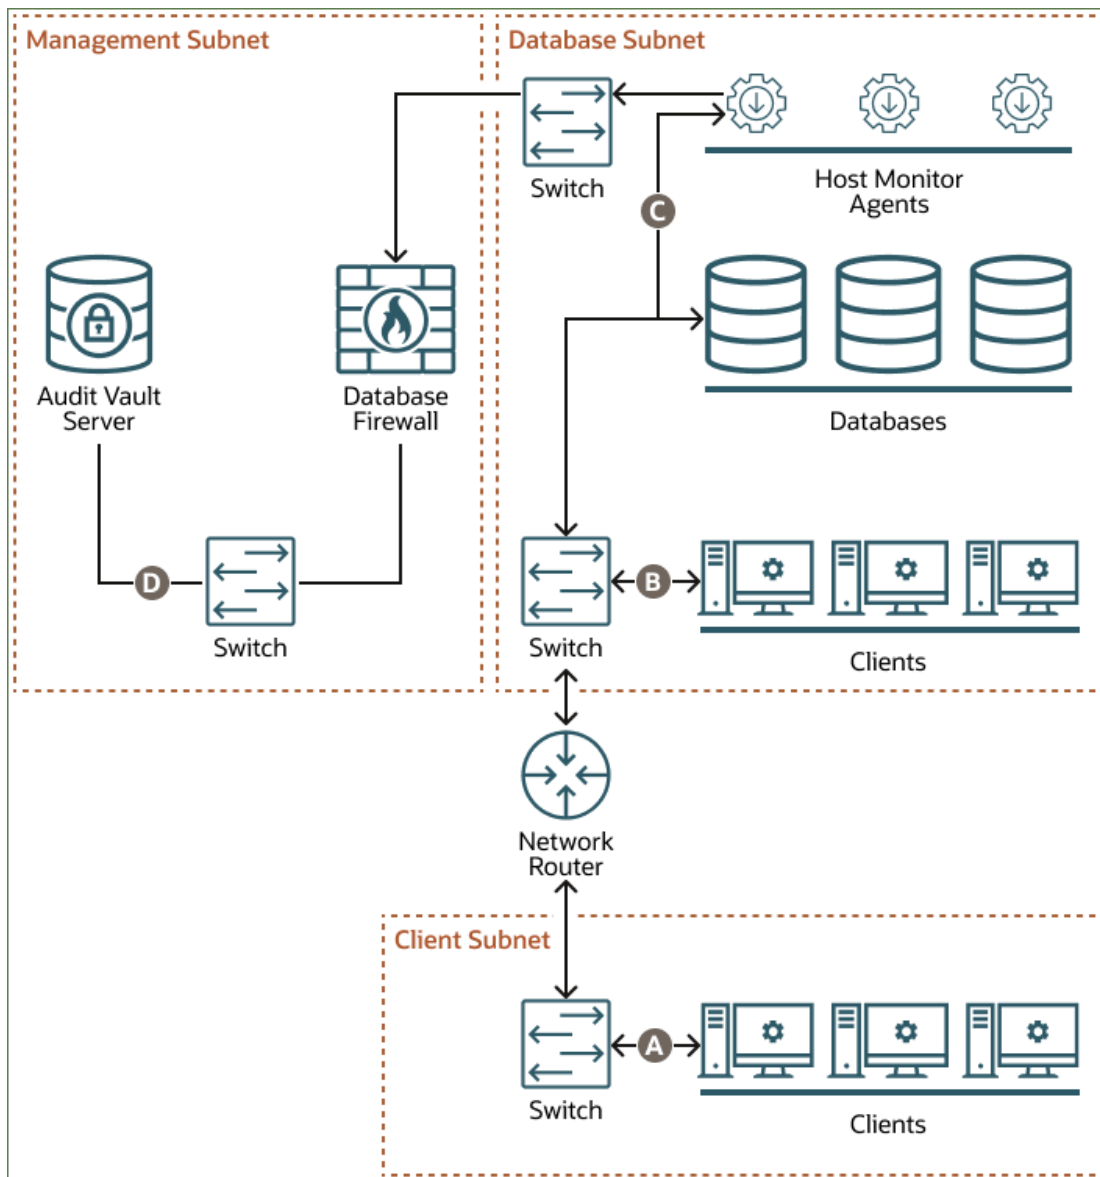 Management Subnet
Database Subnet
Switch
Host Monitor
Agents
C
Audit Vault
Server
Database
Firewall
Databases
D
Switch
B
Switch
Clients
Network
Router
Client Subnet
A
Switch
Clients